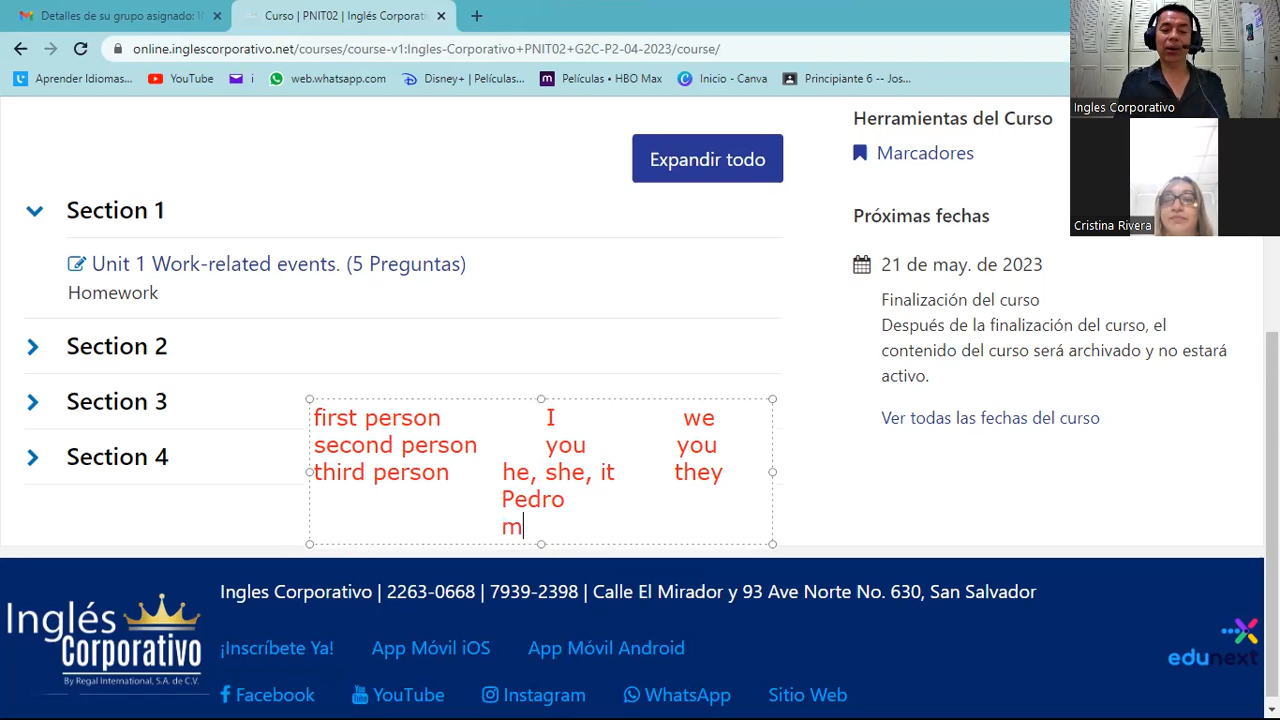 Detalles de su grupo asignado: 1
Curso | PNIT02 | Inglés Corporati
online.inglescorporativo.net/courses/course-v1:Ingles-Corporativo+PNIT02+G2C-P2-04-2023/course/
Aprender Idiomas... YouTube i web.whatsapp.com Disney+ | Películas... Películas • HBO Max Inicio - Canva Principiante 6 -- Jos...
Ingles Corporativo
Cristina Rivera
Expandir todo
Section 1
Unit 1 Work-related events. (5 Preguntas)
Homework
Section 2
Section 3
Section 4
first person I we
second person you you
third person he, she, it they
Pedro
m
Herramientas del Curso
Marcadores
Próximas fechas
21 de may. de 2023
Finalización del curso
Después de la finalización del curso, el
contenido del curso será archivado y no estará
activo.
Ver todas las fechas del curso
Inglés
Corporativo
By Regal International, S.A. de C.V.
Ingles Corporativo | 2263-0668 | 7939-2398 | Calle El Mirador y 93 Ave Norte No. 630, San Salvador
¡Inscríbete Ya! App Móvil iOS App Móvil Android
Facebook YouTube Instagram WhatsApp Sitio Web
edunext